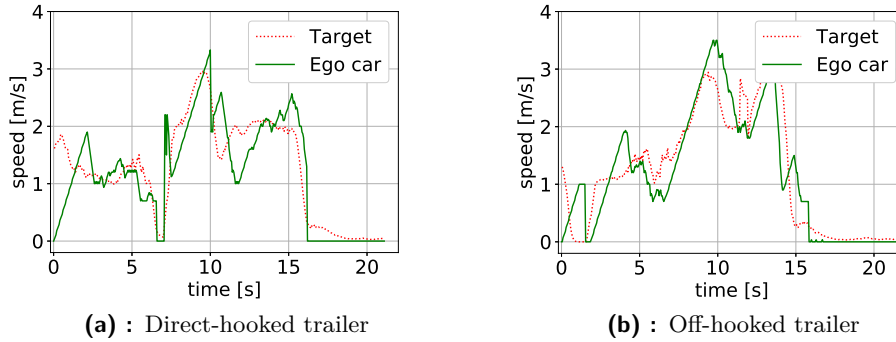 4
3
2
1
0
speed [m/s]
Target
Ego car
0
5
10
15
20
time [s]
(a) : Direct-hooked trailer
4
3
2
1
0
speed [m/s]
Target
Ego car
0
5
10
15
20
time [s]
(b) : Off-hooked trailer